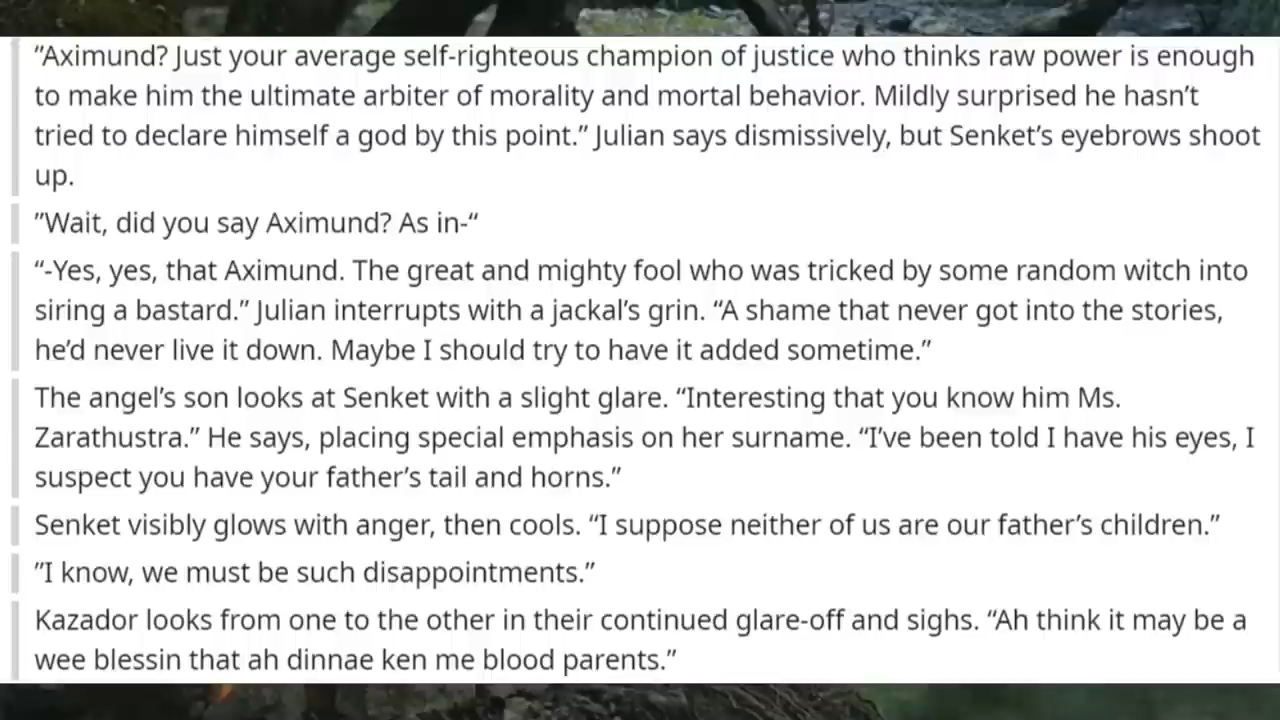 ”Aximund? Just your average self-righteous champion of justice who thinks raw power is enough
to make him the ultimate arbiter of morality and mortal behavior. Mildly surprised he hasn’t
tried to declare himself a god by this point.” Julian says dismissively, but Senket’s eyebrows shoot
up.
”Wait, did you say Aximund? As in-“
“-Yes, yes, that Aximund. The great and mighty fool who was tricked by some random witch into
siring a bastard.” Julian interrupts with a jackal’s grin. “A shame that never got into the stories,
he’d never live it down. Maybe I should try to have it added sometime.”
The angel’s son looks at Senket with a slight glare. “Interesting that you know him Ms.
Zarathustra.” He says, placing special emphasis on her surname. “I’ve been told I have his eyes, I
suspect you have your father’s tail and horns.”
Senket visibly glows with anger, then cools. “I suppose neither of us are our father’s children.”
”I know, we must be such disappointments.”
Kazador looks from one to the other in their continued glare-off and sighs. “Ah think it may be a
wee blessin that ah dinnae ken me blood parents.”